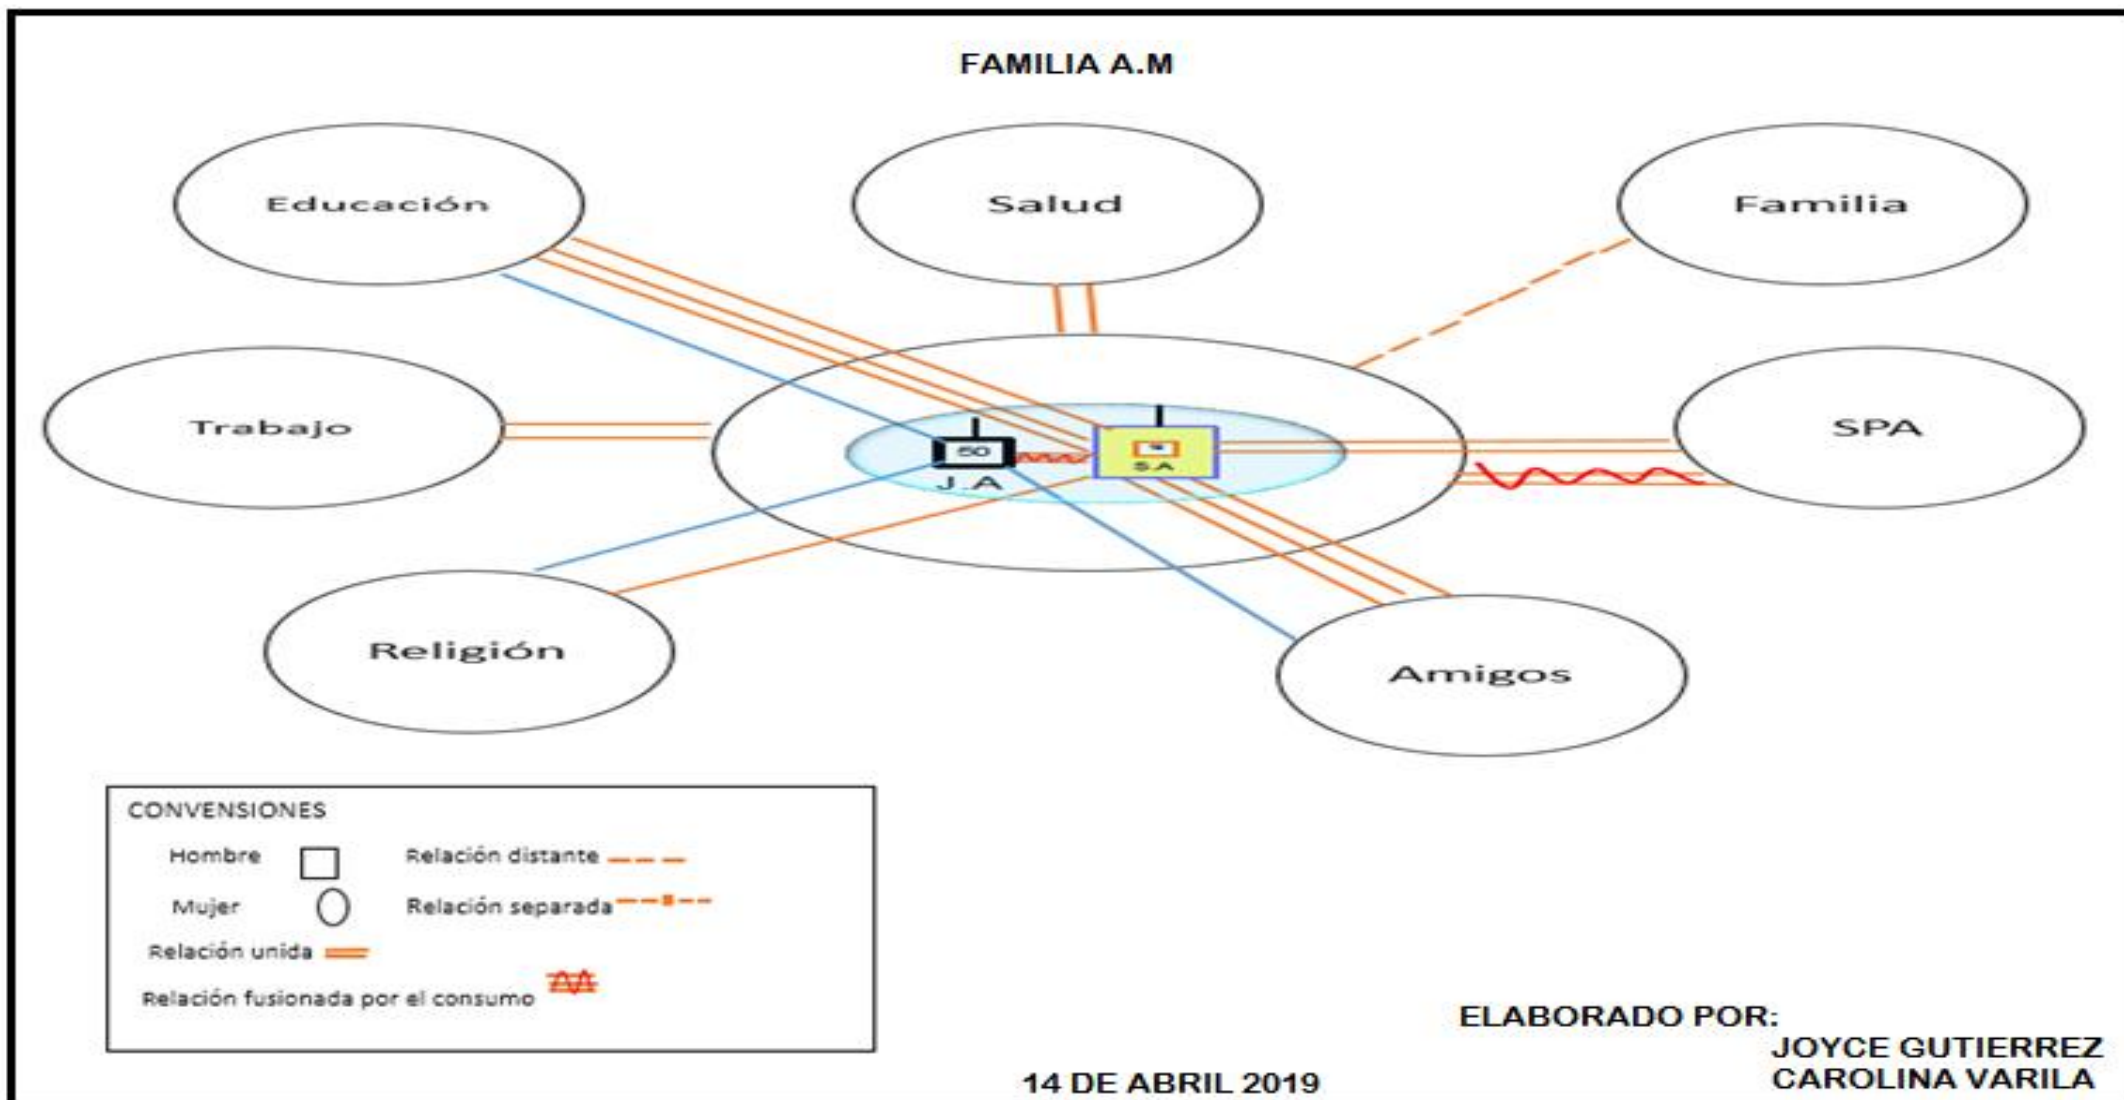 FAMILIA A.M
Educación
Salud
Familia
Trabajo
SPA
50
J.A
S.A
Religión
Amigos
CONVENSIONES
Hombre
Relación distante
Mujer
Relación separada
Relación unida
Relación fusionada por el consumo
ELABORADO POR:
JOYCE GUTIERREZ
CAROLINA VARILA
14 DE ABRIL 2019